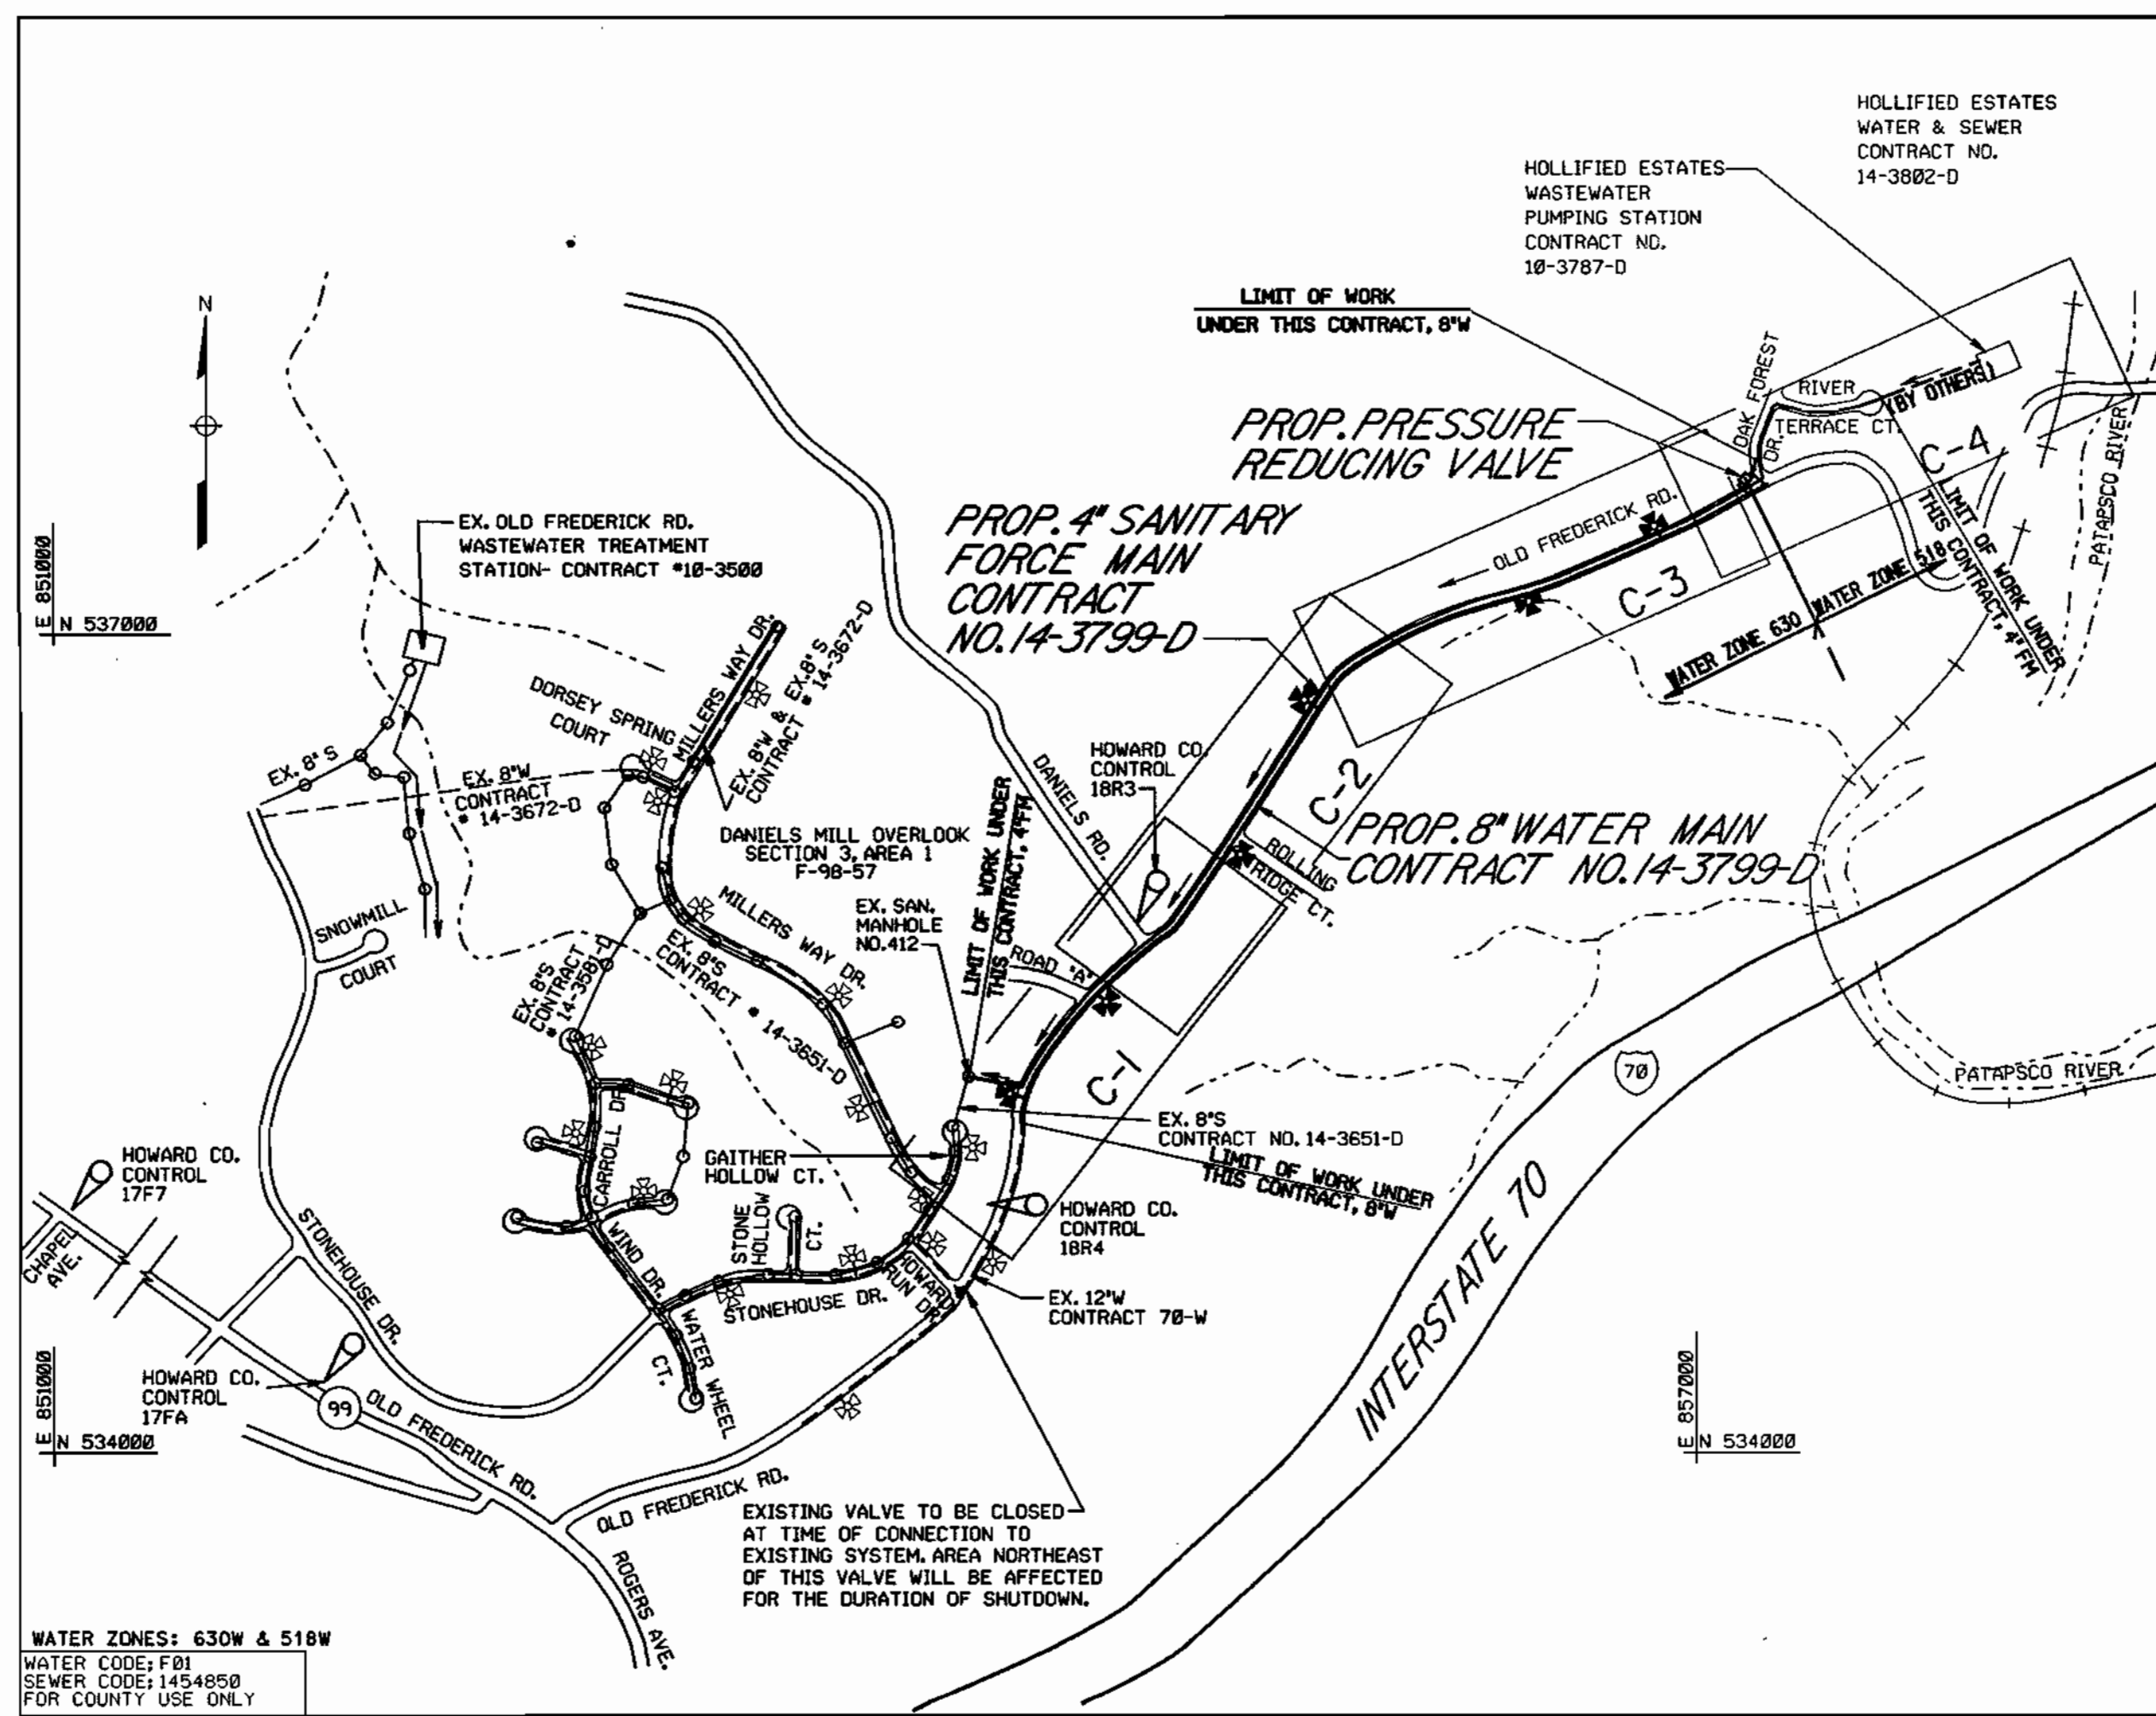 HOLLIFIED ESTATES
WATER & SEWER
CONTRACT NO.
14-3802-D
HOLLIFIED ESTATES
WASTEWATER
PUMPING STATION
CONTRACT NO.
10-3787-D
LIMIT OF WORK
UNDER THIS CONTRACT, 8"W
N
PROP. PRESSURE
REDUCING VALVE
OAK FOREST
DR.
RIVER
TERRACE CT.
(BY OTHERS)
C-4
PATAPSCO RIVER
PATAPSCO RIVER
LIMIT OF WORK UNDER
THIS CONTRACT, 4"FM
OLD FREDERICK RD.
C-3
WATER ZONE 630
WATER ZONE 518
PROP. 4" SANITARY
FORCE MAIN
CONTRACT
NO. 14-3799-D
EX. OLD FREDERICK RD.
WASTEWATER TREATMENT
STATION- CONTRACT #10-3500
E 851000
N 537000
MILLERS WAY DR.
EX. 8"W & EX. 8"S
CONTRACT # 14-3672-D
DORSEY SPRING
COURT
EX. 8"S
EX. 8"W
CONTRACT
# 14-3672-D
HOWARD CO.
CONTROL
18R3
DANIELS RD.
C-2
PROP. 8" WATER MAIN
CONTRACT NO. 14-3799-D
ROLLING
RIDGE CT.
DANIELS MILL OVERLOOK
SECTION 3, AREA 1
F-98-57
LIMIT OF WORK UNDER
THIS CONTRACT, 4"FM
EX. SAN.
MANHOLE
NO. 412
MILLERS WAY DR.
ROAD "A"
SNOWMILL
COURT
EX. 8"S
CONTRACT
# 14-3581-D
EX. 8"S
CONTRACT # 14-3651-D
C-1
70
PATAPSCO RIVER
EX. 8"S
CONTRACT NO. 14-3651-D
LIMIT OF WORK UNDER
THIS CONTRACT, 8"W
HOWARD CO.
CONTROL
17F7
CARROLL DR.
GAITHER
HOLLOW CT.
HOWARD CO.
CONTROL
18R4
CHAPEL
AVE.
STONEHOUSE DR.
WIND DR.
STONE
HOLLOW
CT.
HOWARD
RUN DR.
STONEHOUSE DR.
EX. 12"W
CONTRACT 70-W
INTERSTATE 70
WATER WHEEL
CT.
HOWARD CO.
CONTROL
17FA
99
OLD FREDERICK RD.
E 851000
N 534000
E 857000
N 534000
OLD FREDERICK RD.
ROGERS AVE.
EXISTING VALVE TO BE CLOSED
AT TIME OF CONNECTION TO
EXISTING SYSTEM. AREA NORTHEAST
OF THIS VALVE WILL BE AFFECTED
FOR THE DURATION OF SHUTDOWN.
WATER ZONES: 630W & 518W
WATER CODE; F01
SEWER CODE; 1454850
FOR COUNTY USE ONLY